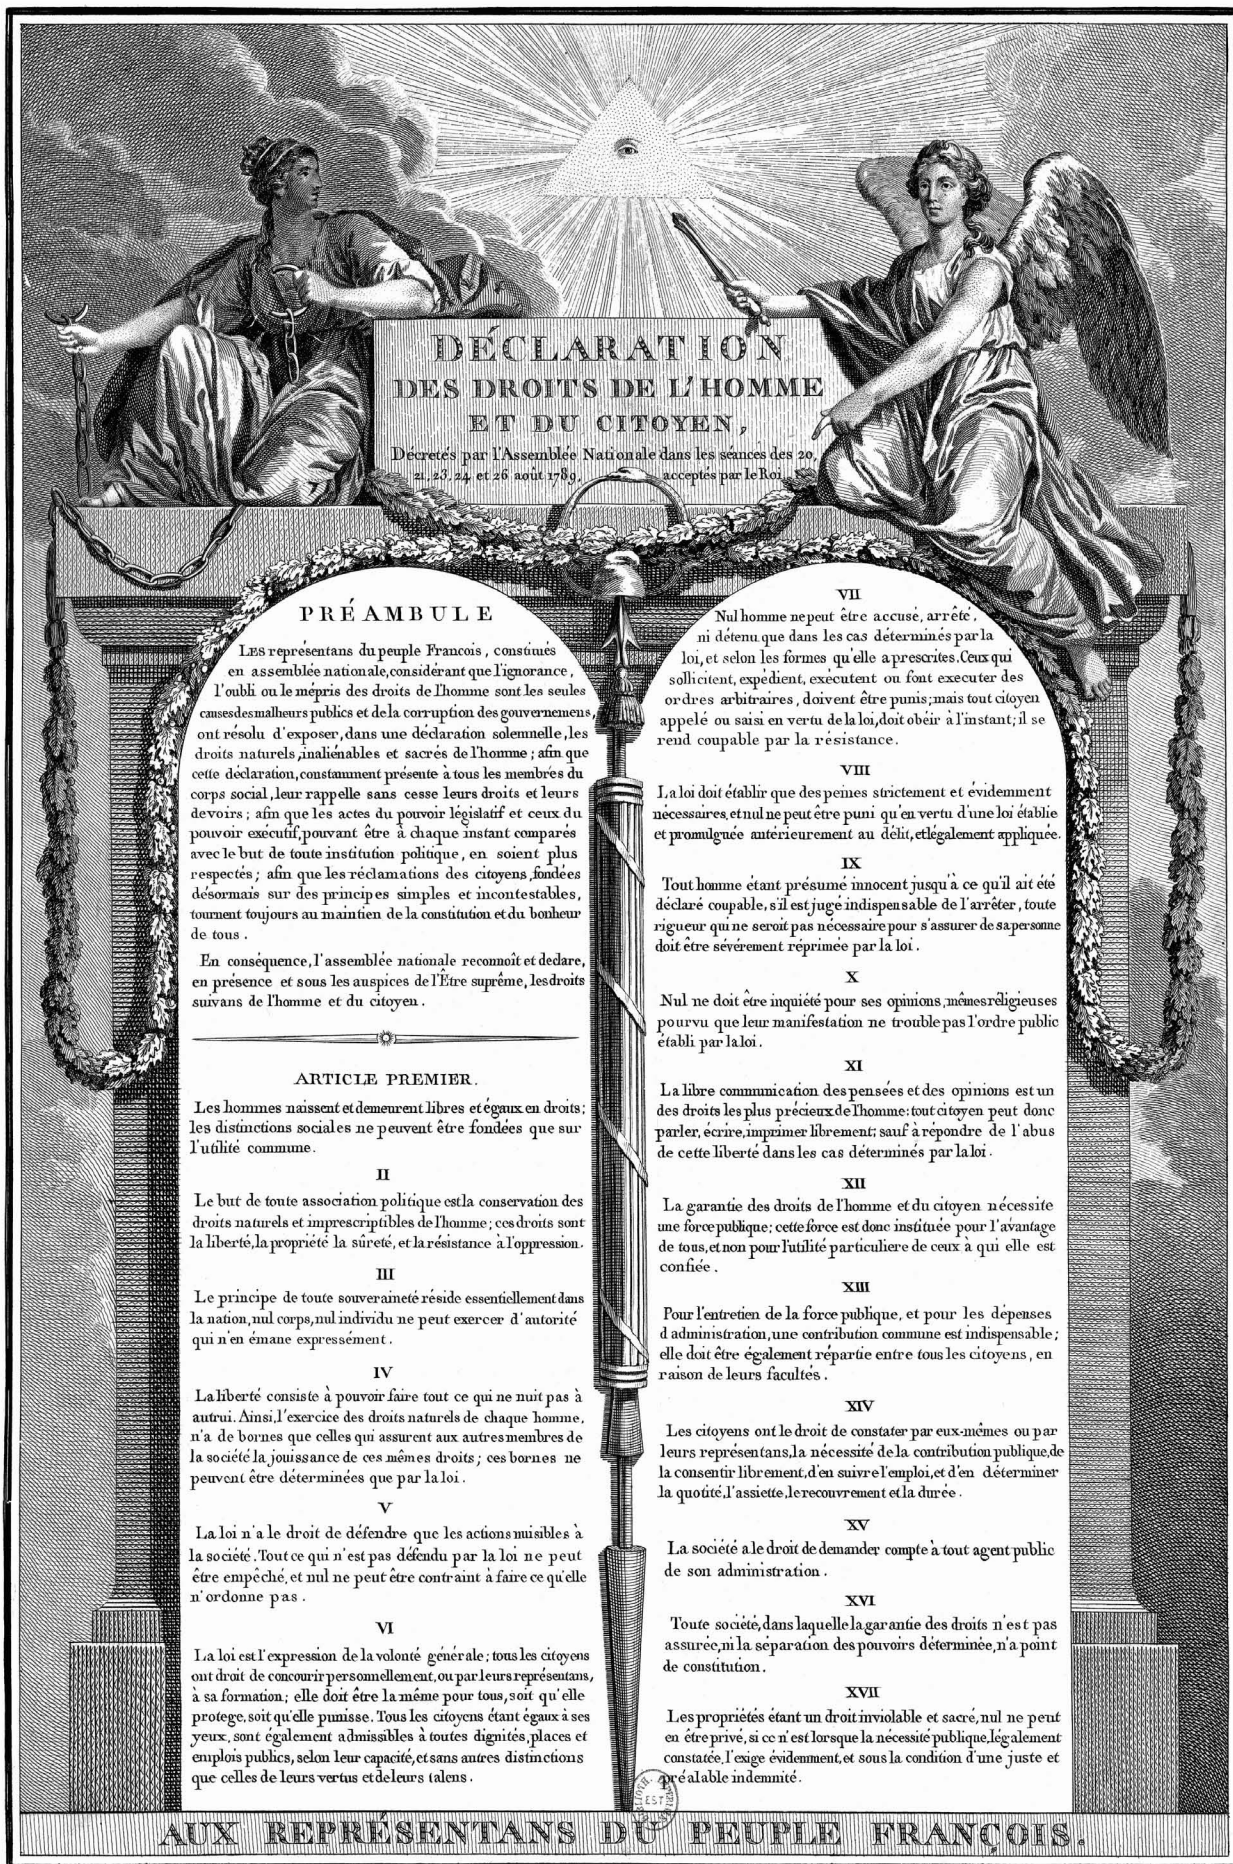 DÉCLARATION
DES DROITS DE L'HOMME
ET DU CITOYEN,
Décretés par l'Assemblée Nationale dans les séances des 20,
21, 23, 24 et 26 août 1789, acceptés par le Roi
PRÉAMBULE
LES représentans du peuple Francois, constitués
en assemblée nationale, considérant que l'ignorance,
l'oubli ou le mépris des droits de l'homme sont les seules
causes des malheurs publics et de la corruption des gouvernemens,
ont résolu d'exposer, dans une déclaration solemnelle, les
droits naturels, inaliénables et sacrés de l'homme; afin que
cette déclaration, constamment présente à tous les membres du
corps social, leur rappelle sans cesse leurs droits et leurs
devoirs; afin que les actes du pouvoir législatif et ceux du
pouvoir exécutif, pouvant être à chaque instant comparés
avec le but de toute institution politique, en soient plus
respectés; afin que les réclamations des citoyens, fondées
désormais sur des principes simples et incontestables,
tournent toujours au maintien de la constitution et du bonheur
de tous.
En conséquence, l'assemblée nationale reconnoît et declare,
en présence et sous les auspices de l'Être suprême, les droits
suivans de l'homme et du citoyen.
ARTICLE PREMIER.
Les hommes naissent et demeurent libres et égaux en droits;
les distinctions sociales ne peuvent être fondées que sur
l'utilité commune.
II
Le but de toute association politique est la conservation des
droits naturels et imprescriptibles de l'homme; ces droits sont
la liberté, la propriété la sûreté, et la résistance à l'oppression.
III
Le principe de toute souveraineté réside essentiellement dans
la nation, nul corps, nul individu ne peut exercer d'autorité
qui n'en émane expressément.
IV
La liberté consiste à pouvoir faire tout ce qui ne nuit pas à
autrui. Ainsi, l'exercice des droits naturels de chaque homme,
n'a de bornes que celles qui assurent aux autres membres de
la société la jouissance de ces mêmes droits; ces bornes ne
peuvent être déterminées que par la loi.
V
La loi n'a le droit de défendre que les actions nuisibles à
la société. Tout ce qui n'est pas défendu par la loi ne peut
être empêché, et nul ne peut être contraint à faire ce qu'elle
n'ordonne pas.
VI
La loi est l'expression de la volonté générale; tous les citoyens
ont droit de concourir personnellement, ou par leurs représentans,
à sa formation; elle doit être la même pour tous, soit qu'elle
protege, soit qu'elle punisse. Tous les citoyens étant égaux à ses
yeux, sont également admissibles à toutes dignités, places et
emplois publics, selon leur capacité, et sans autres distinctions
que celles de leurs vertus et de leurs talens.
VII
Nul homme ne peut être accusé, arrêté,
ni détenu que dans les cas déterminés par la
loi, et selon les formes qu'elle a prescrites. Ceux qui
sollicitent, expédient, exécutent ou font executer des
ordres arbitraires, doivent être punis; mais tout citoyen
appelé ou saisi en vertu de la loi, doit obéir à l'instant; il se
rend coupable par la résistance.
VIII
La loi doit établir que des peines strictement et évidemment
nécessaires, et nul ne peut être puni qu'en vertu d'une loi établie
et promulguée antérieurement au délit, et légalement appliquée.
IX
Tout homme étant présumé innocent jusqu'à ce qu'il ait été
déclaré coupable, s'il est jugé indispensable de l'arrêter, toute
rigueur qui ne seroit pas nécessaire pour s'assurer de sa personne
doit être sévérement réprimée par la loi.
X
Nul ne doit être inquiété pour ses opinions, mêmes réligieuses
pourvu que leur manifestation ne trouble pas l'ordre public
établi par la loi.
XI
La libre communication des pensées et des opinions est un
des droits les plus précieux de l'homme: tout citoyen peut donc
parler, écrire, imprimer librement; sauf à répondre de l'abus
de cette liberté dans les cas déterminés par la loi.
XII
La garantie des droits de l'homme et du citoyen nécessite
une force publique; cette force est donc instituée pour l'avantage
de tous, et non pour l'utilité particuliere de ceux à qui elle est
confiée.
XIII
Pour l'entretien de la force publique, et pour les dépenses
d administration, une contribution commune est indispensable;
elle doit être également répartie entre tous les citoyens, en
raison de leurs facultés.
XIV
Les citoyens ont le droit de constater par eux-mêmes ou par
leurs représentans, la nécessité de la contribution publique, de
la consentir librement, d'en suivre l'emploi, et d'en déterminer
la quotité, l'assiette, le recouvrement et la durée.
XV
La société a le droit de demander compte à tout agent public
de son administration.
XVI
Toute société, dans laquelle la garantie des droits n'est pas
assurée, ni la séparation des pouvoirs déterminée, n'a point
de constitution.
XVII
Les propriétés étant un droit inviolable et sacré, nul ne peut
en être privé, si ce n'est lorsque la nécessité publique, légalement
constatée, l'exige évidemment, et sous la condition d'une juste et
préalable indemnité.
EST
AUX REPRÉSENTANS DU PEUPLE FRANÇOIS.